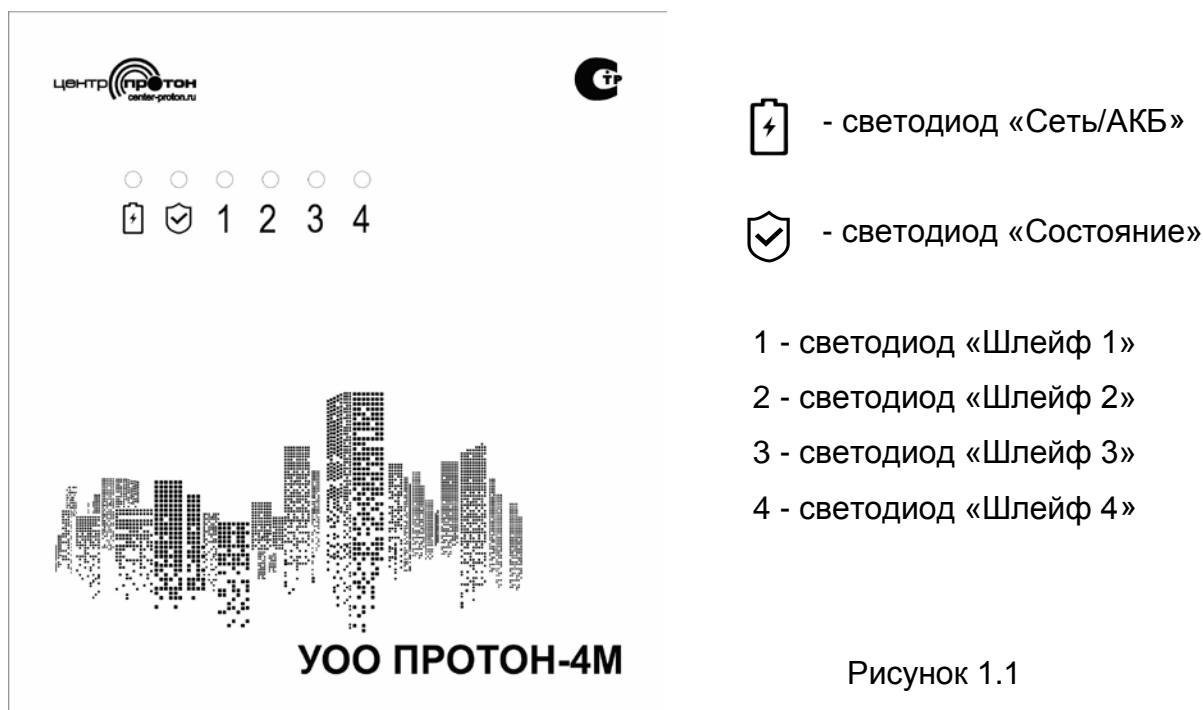 центр протон
center-proton.ru
СТР
1 2 3 4
УОО ПРОТОН-4М
- светодиод «Сеть/АКБ»
- светодиод «Состояние»
1 - светодиод «Шлейф 1»
2 - светодиод «Шлейф 2»
3 - светодиод «Шлейф 3»
4 - светодиод «Шлейф 4»
Рисунок 1.1